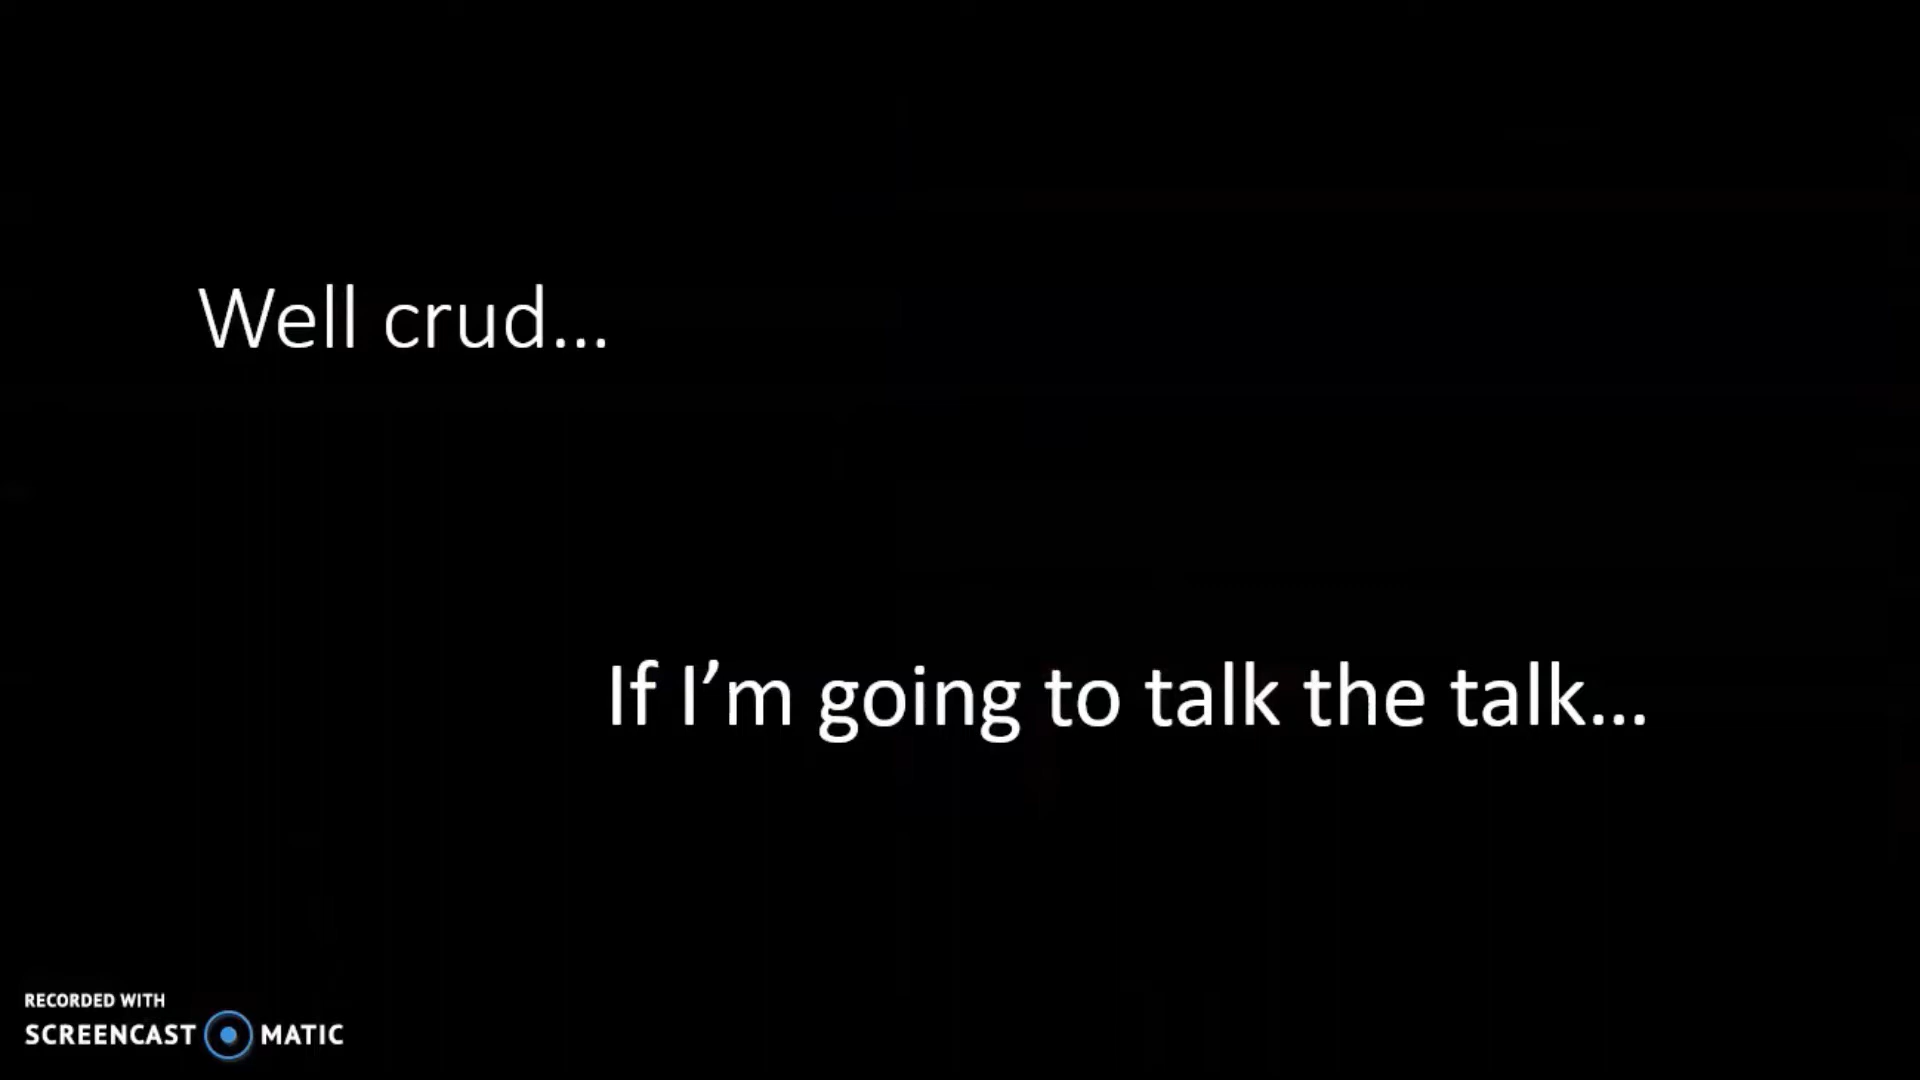 Well crud...
If I’m going to talk the talk...
RECORDED WITH
SCREENCAST MATIC